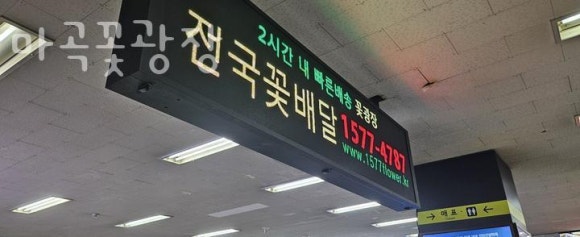 마곡꽃광장
2시간 내 빠른배송 꽃광장
전국꽃배달 1577-4787
www.1577flower.kr
매표